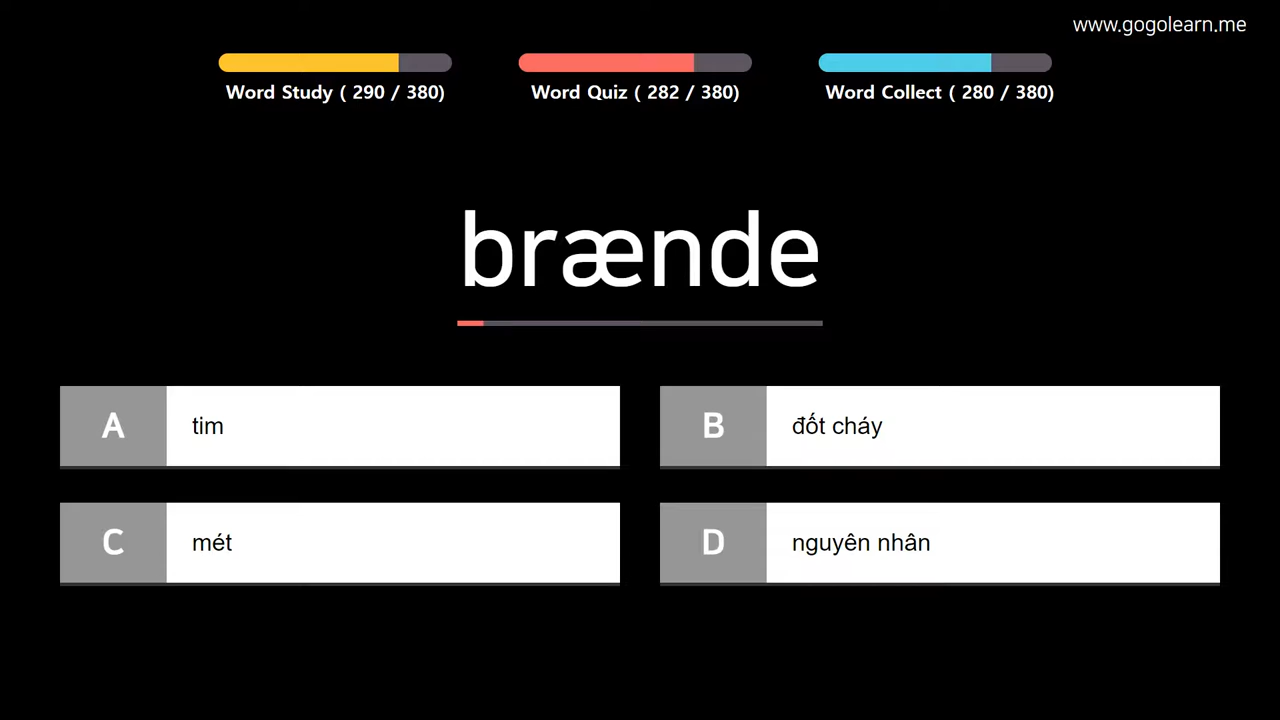 www.gogolearn.me
Word Study ( 290 / 380)
Word Quiz ( 282 / 380)
Word Collect ( 280 / 380)
brænde
A
tim
B
đốt cháy
C
mét
D
nguyên nhân